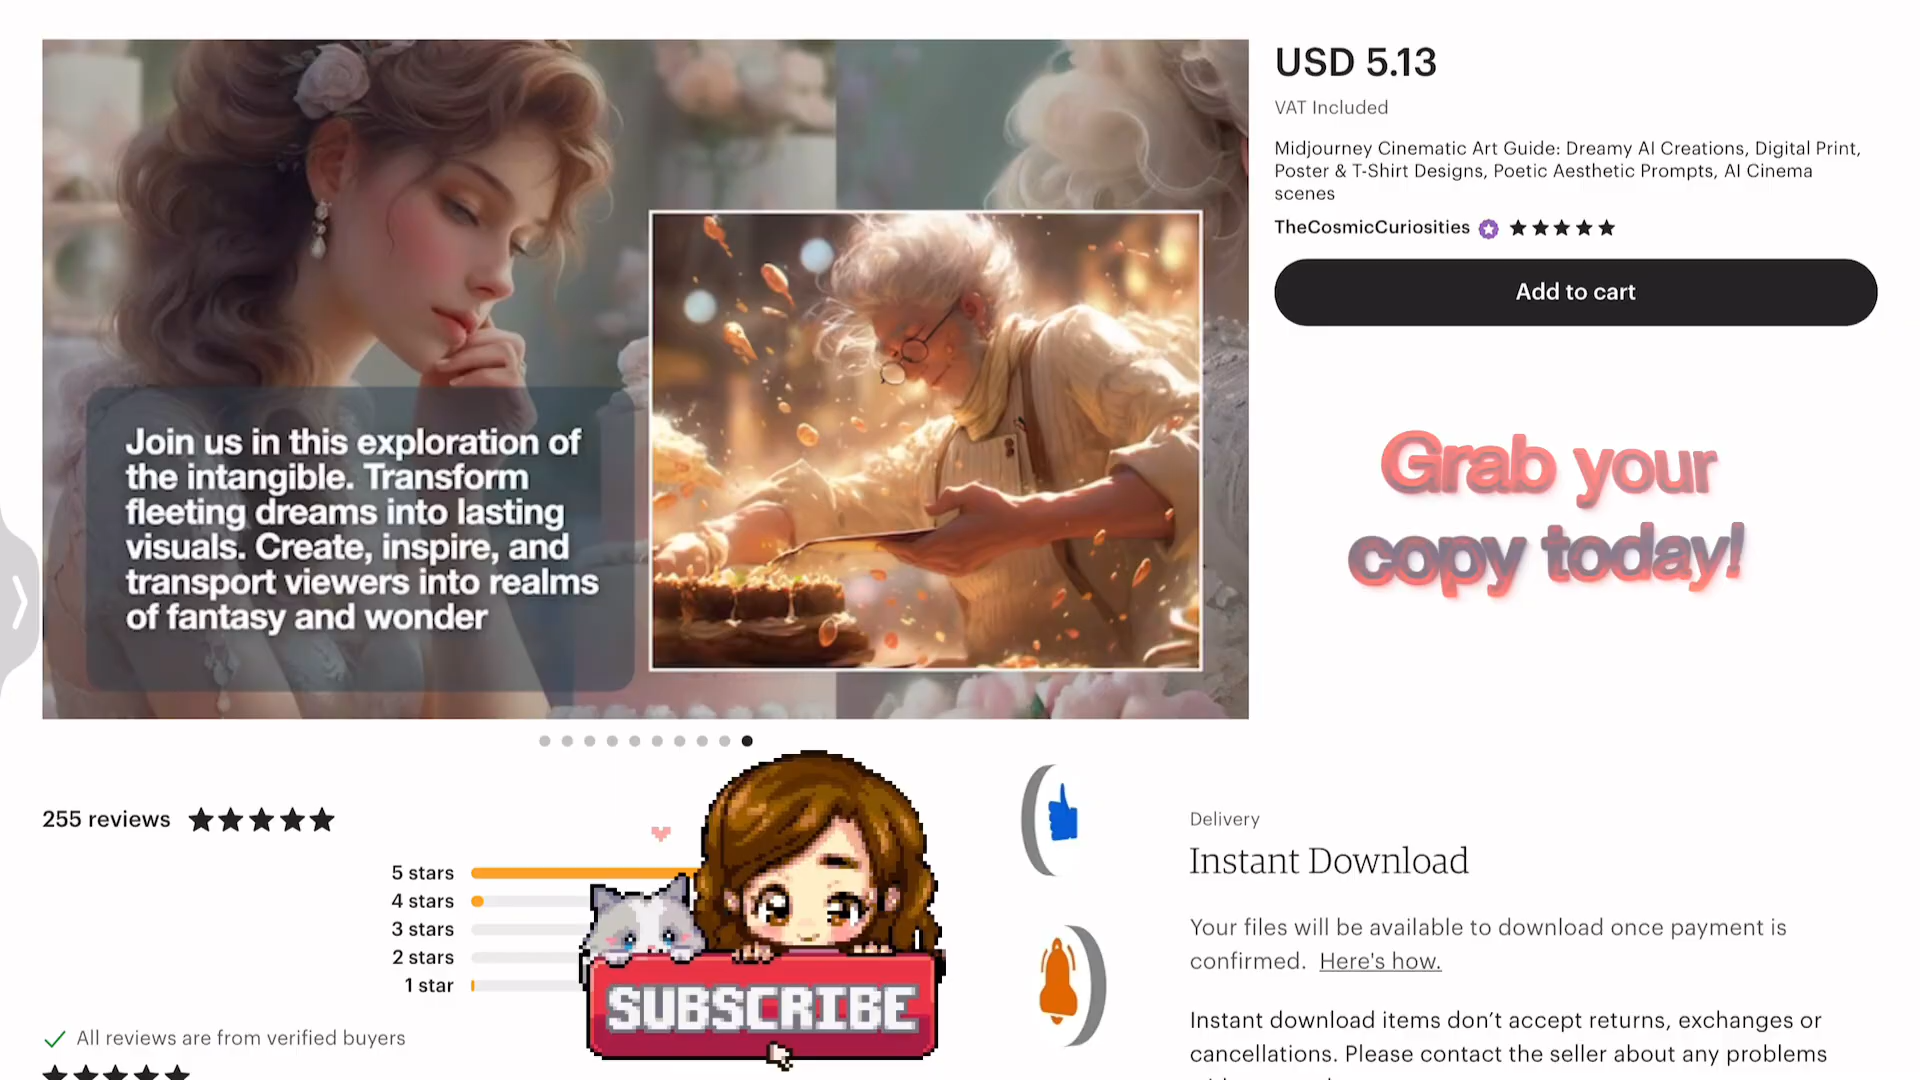 USD 5.13
VAT Included
Midjourney Cinematic Art Guide: Dreamy AI Creations, Digital Print,
Poster & T-Shirt Designs, Poetic Aesthetic Prompts, AI Cinema
scenes
TheCosmicCuriosities
Add to cart
Join us in this exploration of
the intangible. Transform
fleeting dreams into lasting
visuals. Create, inspire, and
transport viewers into realms
of fantasy and wonder
Grab your
copy today!
255 reviews
5 stars
4 stars
3 stars
2 stars
1 star
All reviews are from verified buyers
SUBSCRIBE
Delivery
Instant Download
Your files will be available to download once payment is
confirmed. Here's how.
Instant download items don’t accept returns, exchanges or
cancellations. Please contact the seller about any problems